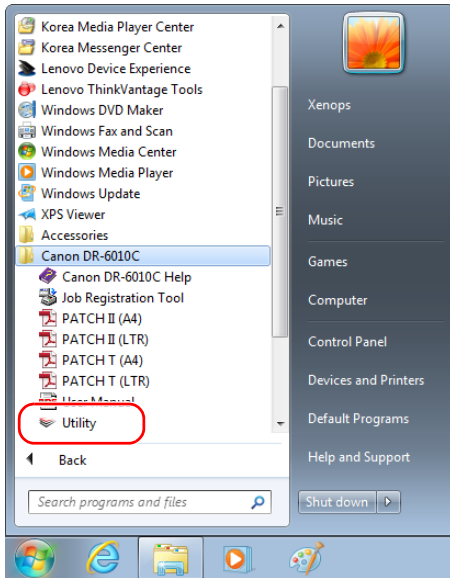 Korea Media Player Center
Korea Messenger Center
Lenovo Device Experience
Lenovo ThinkVantage Tools
Windows DVD Maker
Windows Fax and Scan
Windows Media Center
Windows Media Player
Windows Update
XPS Viewer
Accessories
Canon DR-6010C
Canon DR-6010C Help
Job Registration Tool
PATCH II (A4)
PATCH II (LTR)
PATCH T (A4)
PATCH T (LTR)
User Manual
Utility
Back
Search programs and files
Xenops
Documents
Pictures
Music
Games
Computer
Control Panel
Devices and Printers
Default Programs
Help and Support
Shut down